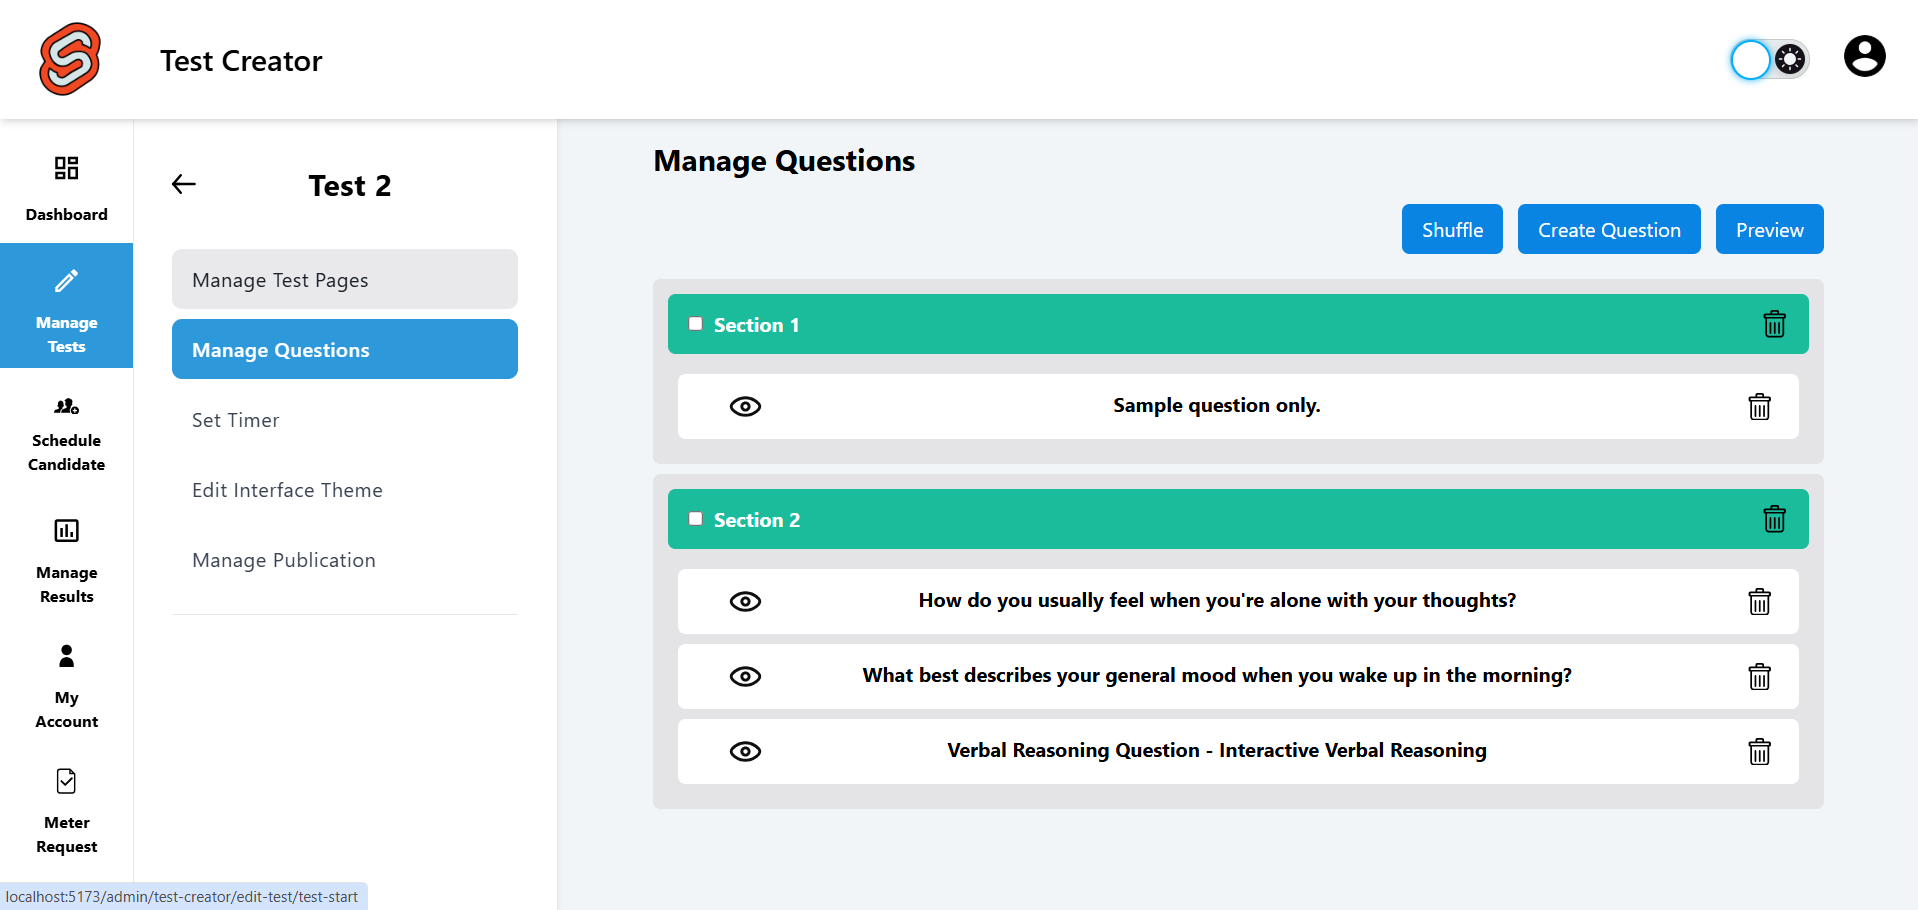 Test Creator
Dashboard
Manage
Tests
Schedule
Candidate
Manage
Results
My
Account
Meter
Request
Test 2
Manage Test Pages
Manage Questions
Set Timer
Edit Interface Theme
Manage Publication
Manage Questions
Shuffle
Create Question
Preview
Section 1
Sample question only.
Section 2
How do you usually feel when you're alone with your thoughts?
What best describes your general mood when you wake up in the morning?
Verbal Reasoning Question - Interactive Verbal Reasoning
localhost:5173/admin/test-creator/edit-test/test-start